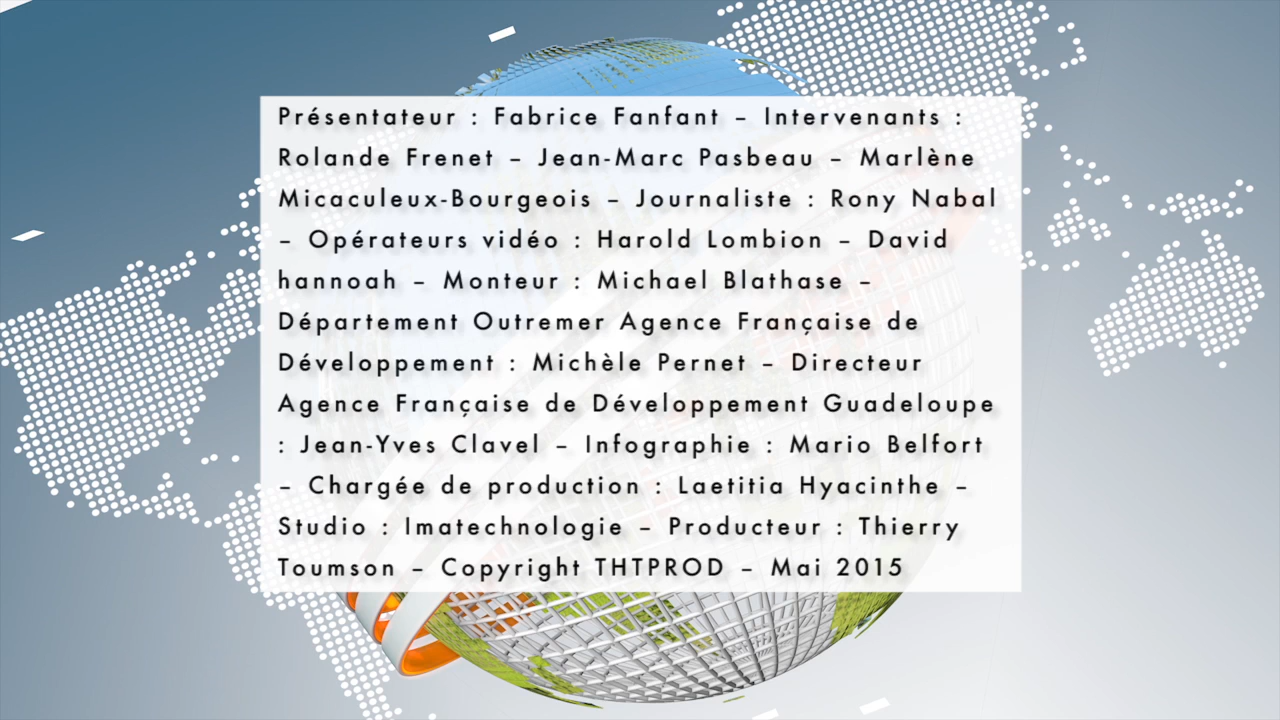 Présentateur : Fabrice Fanfant – Intervenants :
Rolande Frenet – Jean-Marc Pasbeau – Marlène
Micaculeux-Bourgeois – Journaliste : Rony Nabal
– Opérateurs vidéo : Harold Lombion – David
hannoah – Monteur : Michael Blathase –
Département Outremer Agence Française de
Développement : Michèle Pernet – Directeur
Agence Française de Développement Guadeloupe
: Jean-Yves Clavel – Infographie : Mario Belfort
– Chargée de production : Laetitia Hyacinthe –
Studio : Imatechnologie – Producteur : Thierry
Toumson – Copyright THTPROD – Mai 2015